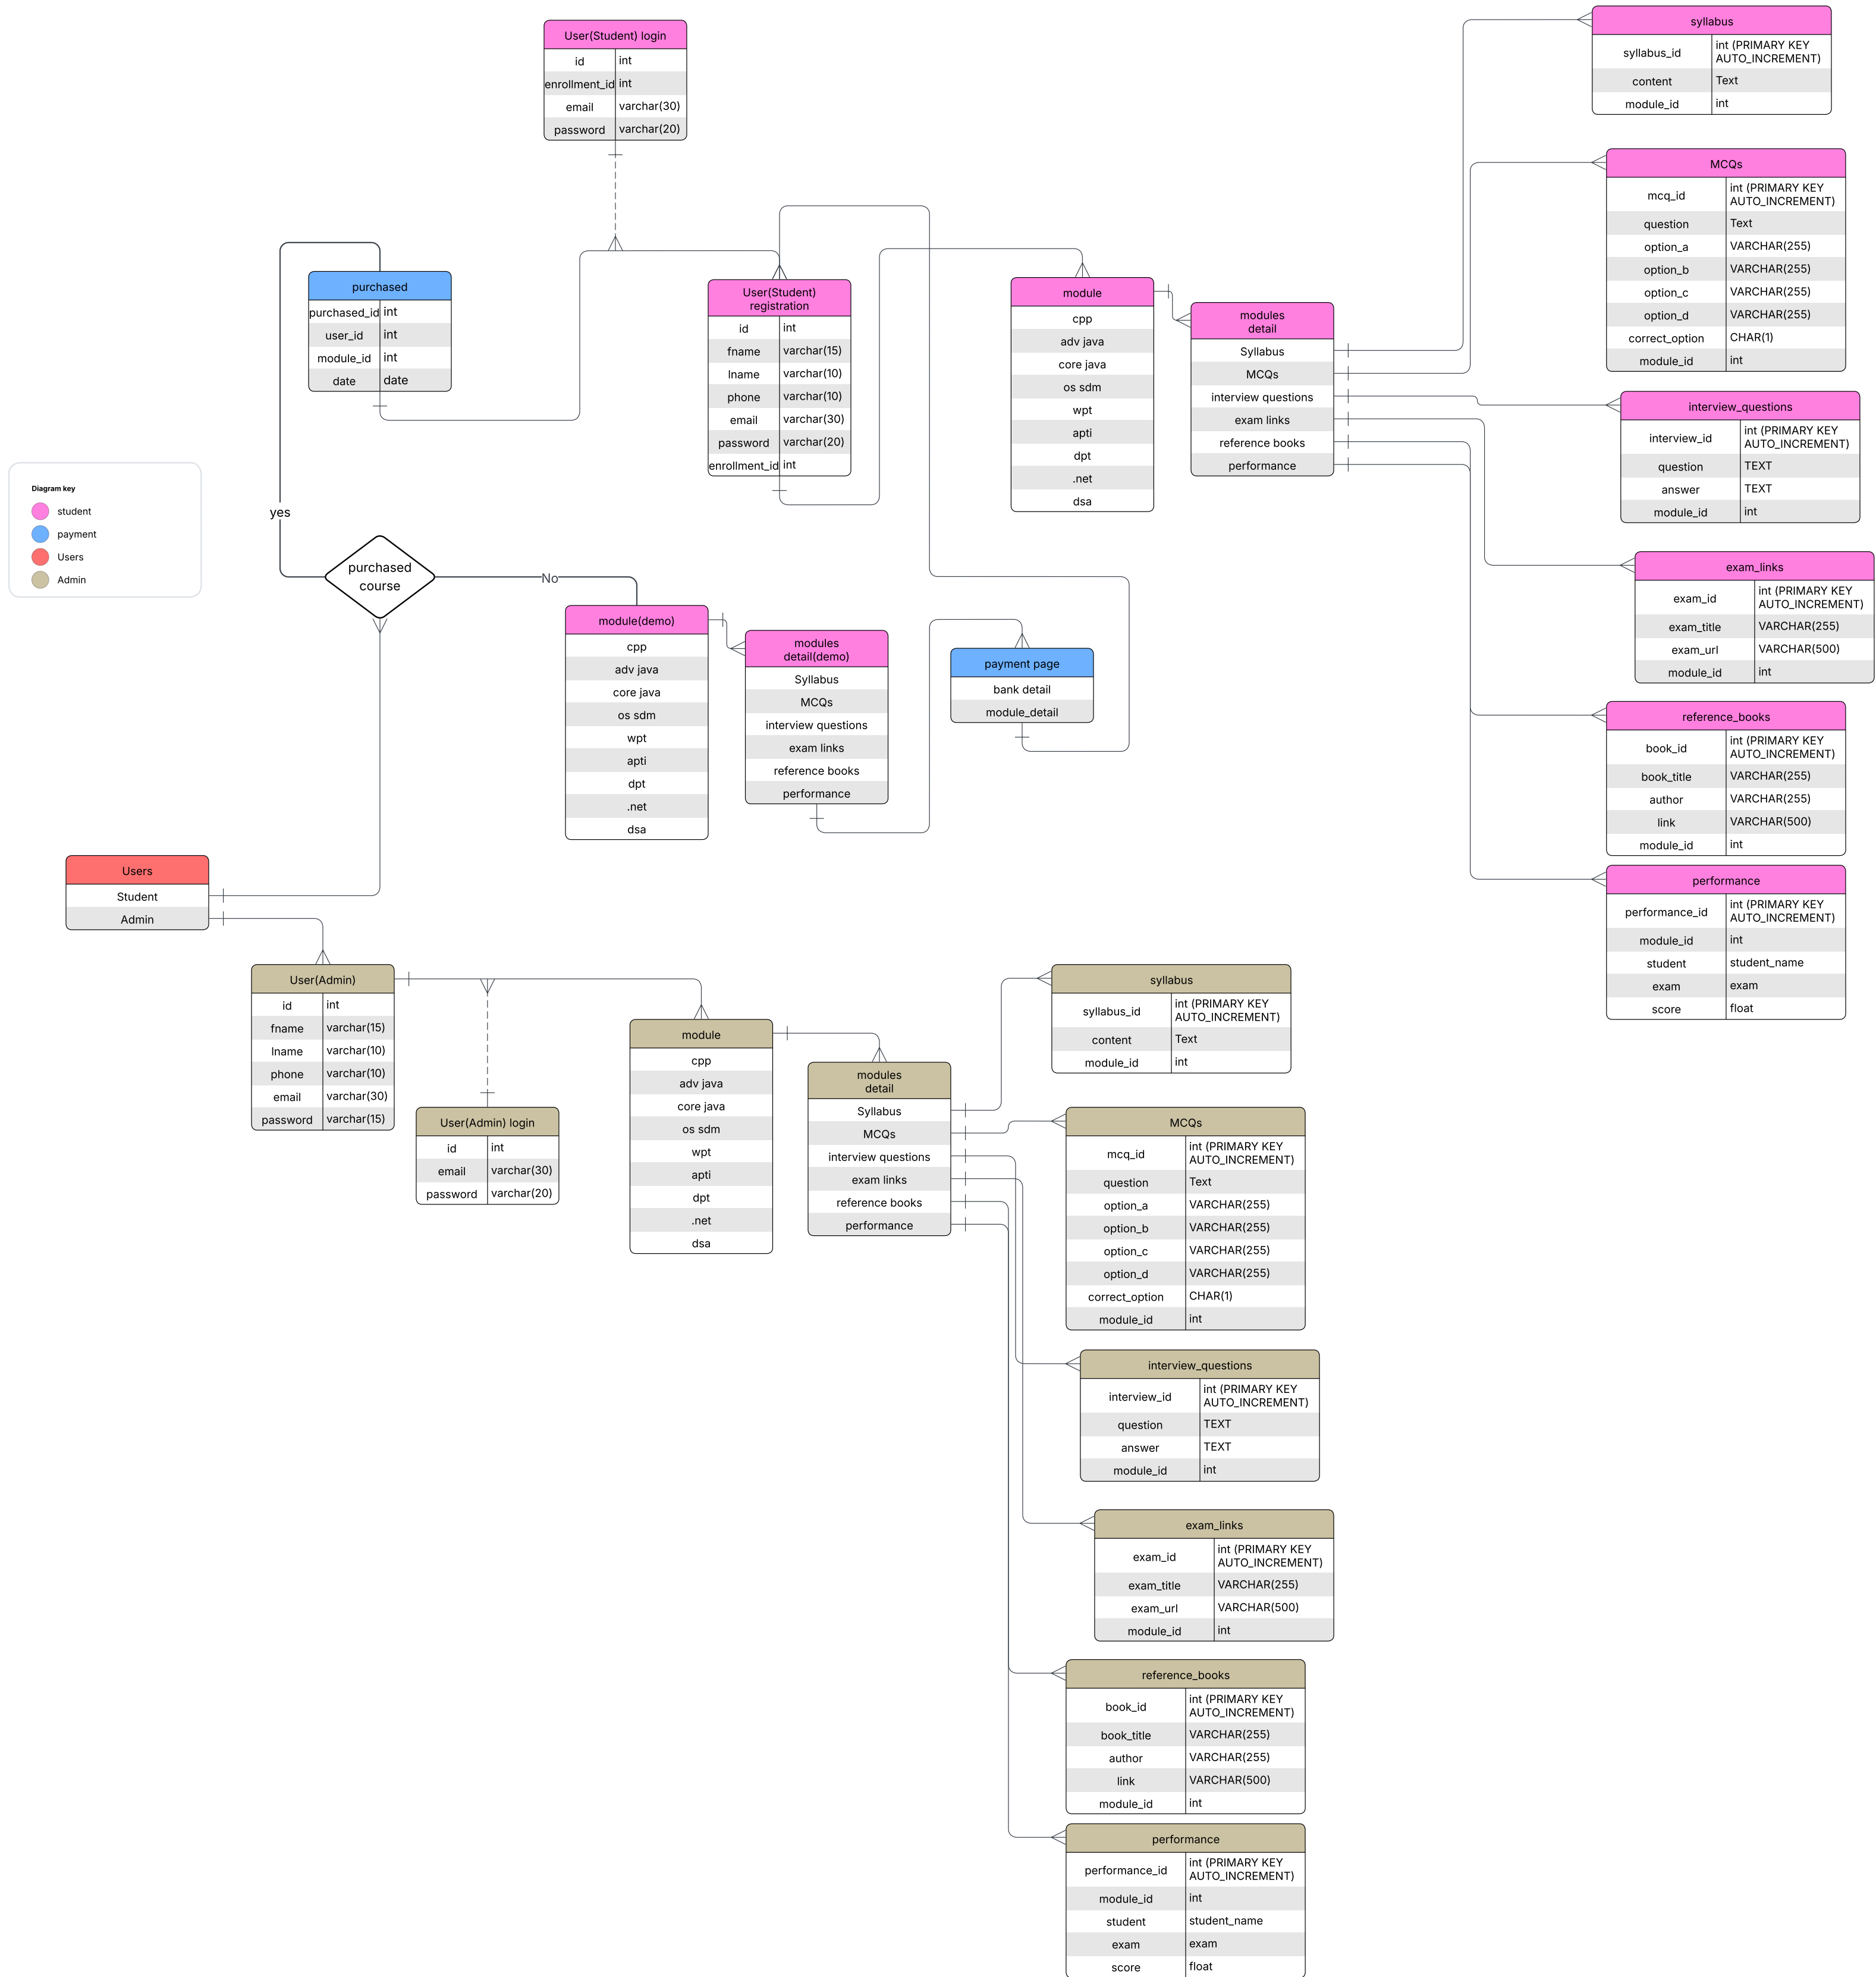 User(Student) login
id int
enrollment_id int
email varchar(30)
password varchar(20)
purchased
purchased_id int
user_id int
module_id int
date date
User(Student)
registration
id int
fname varchar(15)
lname varchar(10)
phone varchar(10)
email varchar(30)
password varchar(20)
enrollment_id int
module
cpp
adv java
core java
os sdm
wpt
apti
dpt
.net
dsa
modules
detail
Syllabus
MCQs
interview questions
exam links
reference books
performance
syllabus
syllabus_id int (PRIMARY KEY
AUTO_INCREMENT)
content Text
module_id int
MCQs
mcq_id int (PRIMARY KEY
AUTO_INCREMENT)
question Text
option_a VARCHAR(255)
option_b VARCHAR(255)
option_c VARCHAR(255)
option_d VARCHAR(255)
correct_option CHAR(1)
module_id int
interview_questions
interview_id int (PRIMARY KEY
AUTO_INCREMENT)
question TEXT
answer TEXT
module_id int
exam_links
exam_id int (PRIMARY KEY
AUTO_INCREMENT)
exam_title VARCHAR(255)
exam_url VARCHAR(500)
module_id int
reference_books
book_id int (PRIMARY KEY
AUTO_INCREMENT)
book_title VARCHAR(255)
author VARCHAR(255)
link VARCHAR(500)
module_id int
performance
performance_id int (PRIMARY KEY
AUTO_INCREMENT)
module_id int
student student_name
exam exam
score float
Diagram key
student
payment
Users
Admin
yes
purchased
course
No
module(demo)
cpp
adv java
core java
os sdm
wpt
apti
dpt
.net
dsa
modules
detail(demo)
Syllabus
MCQs
interview questions
exam links
reference books
performance
payment page
bank detail
module_detail
Users
Student
Admin
User(Admin)
id int
fname varchar(15)
lname varchar(10)
phone varchar(10)
email varchar(30)
password varchar(15)
User(Admin) login
id int
email varchar(30)
password varchar(20)
module
cpp
adv java
core java
os sdm
wpt
apti
dpt
.net
dsa
modules
detail
Syllabus
MCQs
interview questions
exam links
reference books
performance
syllabus
syllabus_id int (PRIMARY KEY
AUTO_INCREMENT)
content Text
module_id int
MCQs
mcq_id int (PRIMARY KEY
AUTO_INCREMENT)
question Text
option_a VARCHAR(255)
option_b VARCHAR(255)
option_c VARCHAR(255)
option_d VARCHAR(255)
correct_option CHAR(1)
module_id int
interview_questions
interview_id int (PRIMARY KEY
AUTO_INCREMENT)
question TEXT
answer TEXT
module_id int
exam_links
exam_id int (PRIMARY KEY
AUTO_INCREMENT)
exam_title VARCHAR(255)
exam_url VARCHAR(500)
module_id int
reference_books
book_id int (PRIMARY KEY
AUTO_INCREMENT)
book_title VARCHAR(255)
author VARCHAR(255)
link VARCHAR(500)
module_id int
performance
performance_id int (PRIMARY KEY
AUTO_INCREMENT)
module_id int
student student_name
exam exam
score float